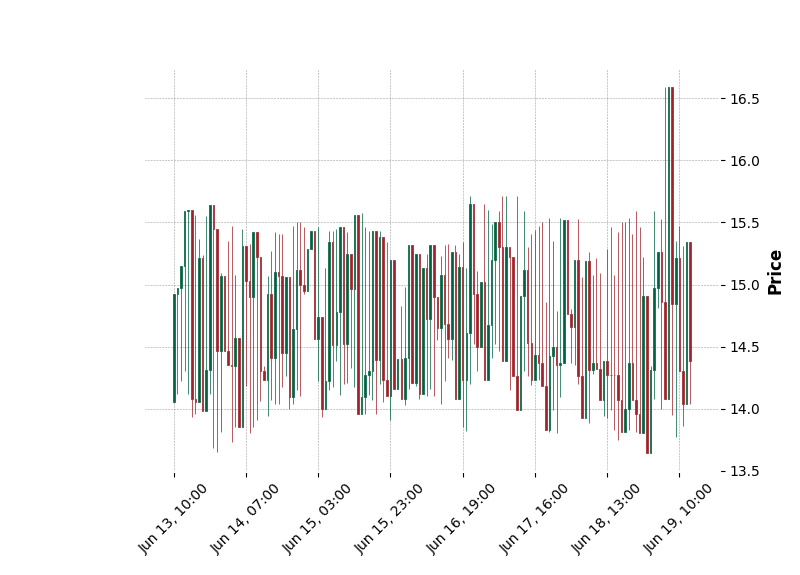 16.5
16.0
15.5
15.0
14.5
14.0
13.5
Price
Jun 13, 10:00
Jun 14, 07:00
Jun 15, 03:00
Jun 15, 23:00
Jun 16, 19:00
Jun 17, 16:00
Jun 18, 13:00
Jun 19, 10:00